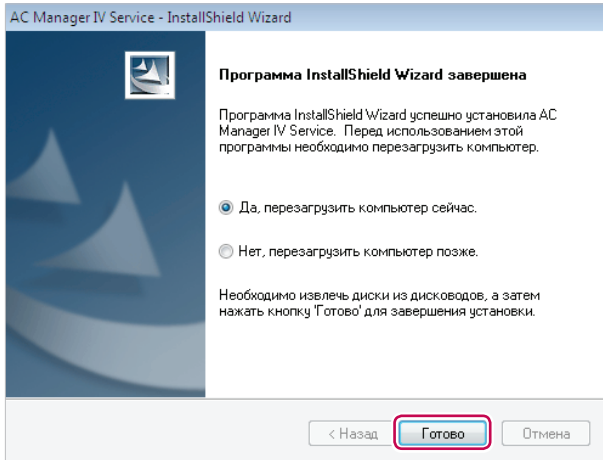 AC Manager IV Service - InstallShield Wizard
Программа InstallShield Wizard завершена
Программа InstallShield Wizard успешно установила AC
Manager IV Service. Перед использованием этой
программы необходимо перезагрузить компьютер.
Да, перезагрузить компьютер сейчас.
Нет, перезагрузить компьютер позже.
Необходимо извлечь диски из дисководов, а затем
нажать кнопку 'Готово' для завершения установки.
< Назад Готово Отмена